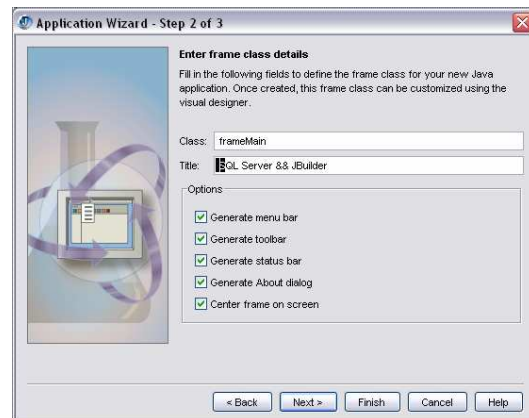 Application Wizard - Step 2 of 3
Enter frame class details
Fill in the following fields to define the frame class for your new Java
application. Once created, this frame class can be customized using the
visual designer.
Class: frameMain
Title: SQL Server && JBuilder
Options
Generate menu bar
Generate toolbar
Generate status bar
Generate About dialog
Center frame on screen
< Back Next > Finish Cancel Help